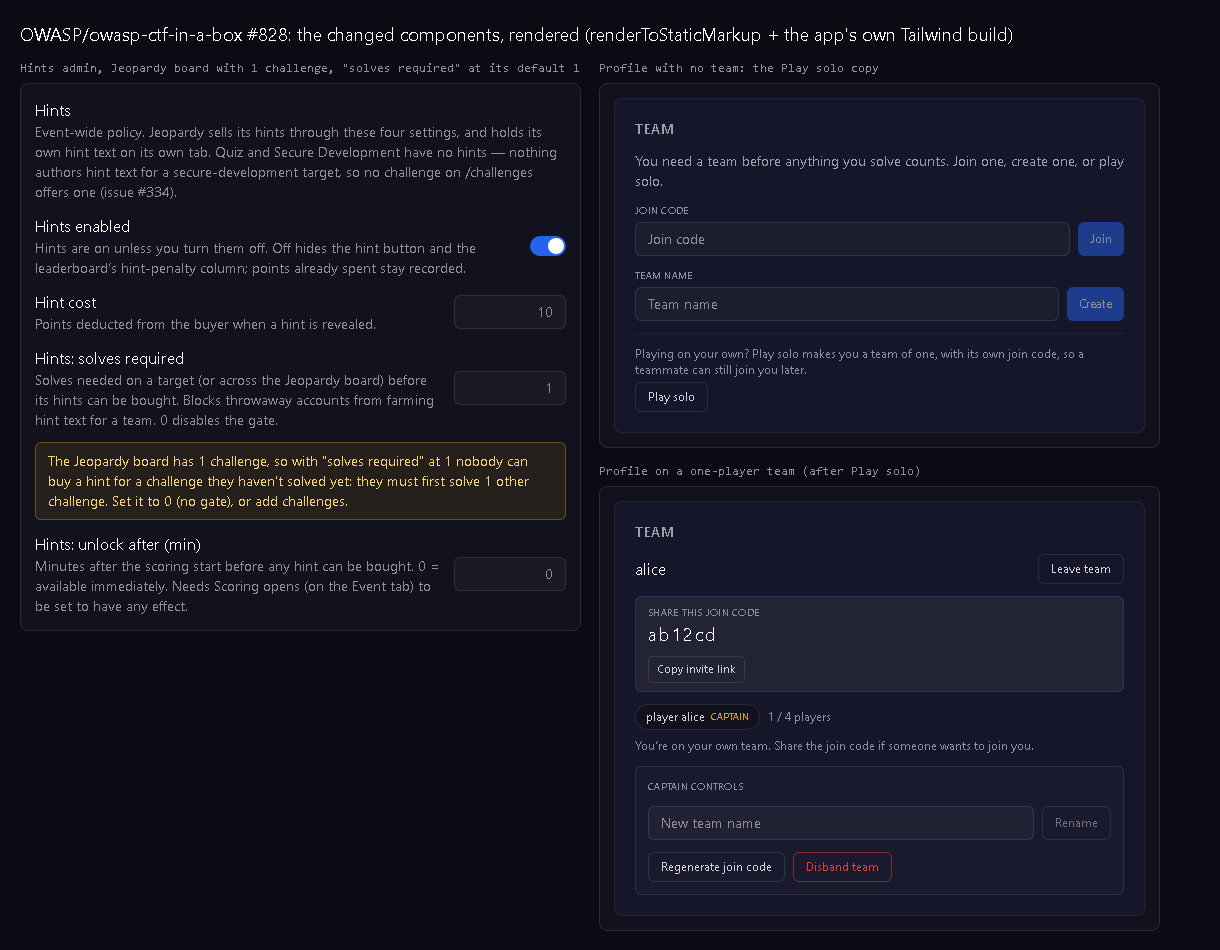 OWASP/owasp-ctf-in-a-box #828: the changed components, rendered (renderToStaticMarkup + the app's own Tailwind build)
Hints admin, Jeopardy board with 1 challenge, "solves required" at its default 1
Hints
Event-wide policy. Jeopardy sells its hints through these four settings, and holds its
own hint text on its own tab. Quiz and Secure Development have no hints — nothing
authors hint text for a secure-development target, so no challenge on /challenges
offers one (issue #334).
Hints enabled
Hints are on unless you turn them off. Off hides the hint button and the
leaderboard's hint-penalty column; points already spent stay recorded.
Hint cost
Points deducted from the buyer when a hint is revealed.
10
Hints: solves required
Solves needed on a target (or across the Jeopardy board) before
its hints can be bought. Blocks throwaway accounts from farming
hint text for a team. 0 disables the gate.
1
The Jeopardy board has 1 challenge, so with "solves required" at 1 nobody can
buy a hint for a challenge they haven't solved yet: they must first solve 1 other
challenge. Set it to 0 (no gate), or add challenges.
Hints: unlock after (min)
Minutes after the scoring start before any hint can be bought. 0 =
available immediately. Needs Scoring opens (on the Event tab) to
be set to have any effect.
0
Profile with no team: the Play solo copy
TEAM
You need a team before anything you solve counts. Join one, create one, or play
solo.
JOIN CODE
Join code
Join
TEAM NAME
Team name
Create
Playing on your own? Play solo makes you a team of one, with its own join code, so a
teammate can still join you later.
Play solo
Profile on a one-player team (after Play solo)
TEAM
alice
Leave team
SHARE THIS JOIN CODE
ab12cd
Copy invite link
player alice CAPTAIN
1 / 4 players
You're on your own team. Share the join code if someone wants to join you.
CAPTAIN CONTROLS
New team name
Rename
Regenerate join code
Disband team